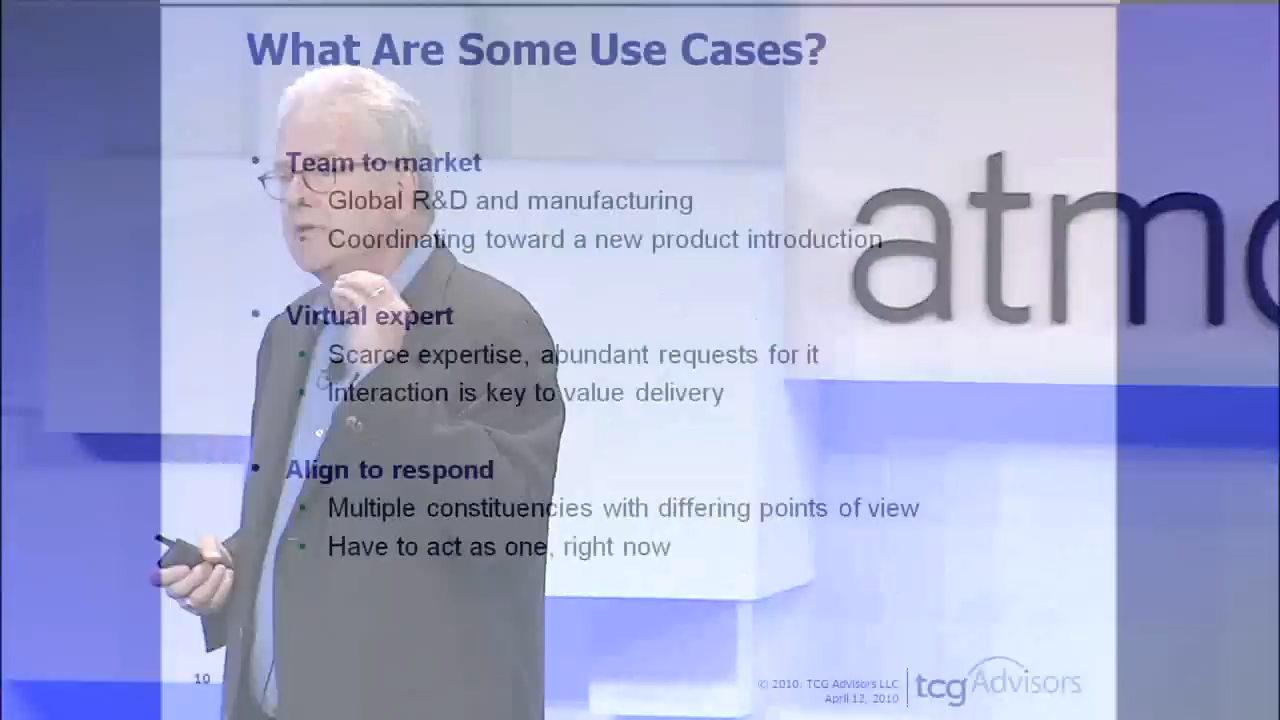 What Are Some Use Cases?
• Team to market
Global R&D and manufacturing
Coordinating toward a new product introduction
• Virtual expert
• Scarce expertise, abundant requests for it
• Interaction is key to value delivery
• Align to respond
• Multiple constituencies with differing points of view
• Have to act as one, right now
atmo
10
© 2010, TCG Advisors LLC
April 12, 2010
tcgAdvisors